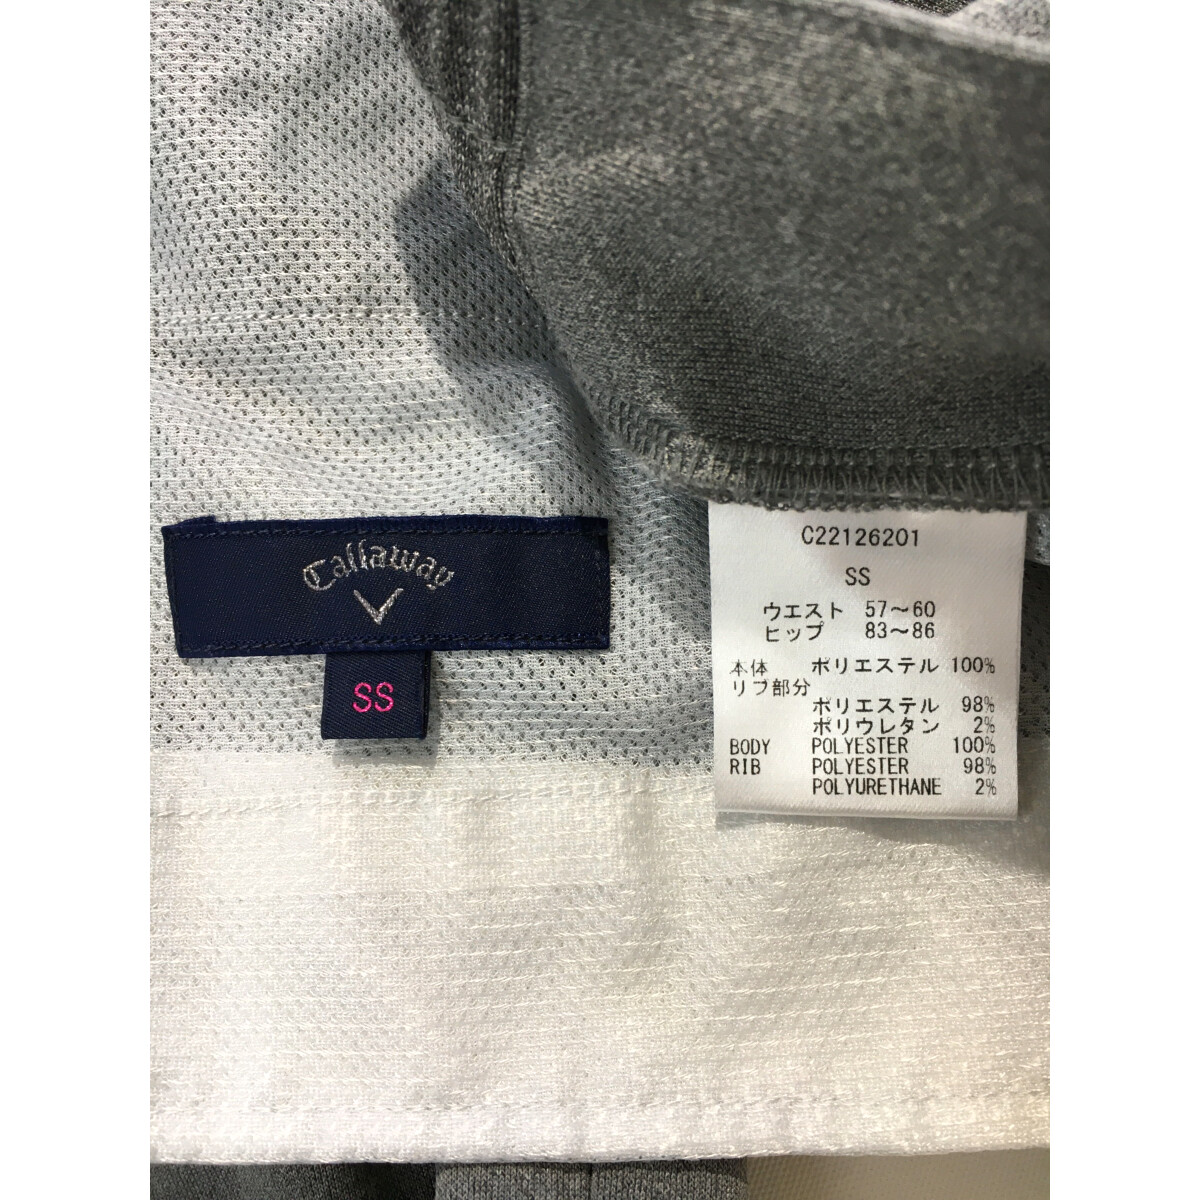 Callaway
SS
C22126201
SS
ウエスト 57～60
ヒップ 83～86
本体 ポリエステル 100%
リブ部分
ポリエステル 98%
ポリウレタン 2%
BODY POLYESTER 100%
RIB POLYESTER 98%
POLYURETHANE 2%